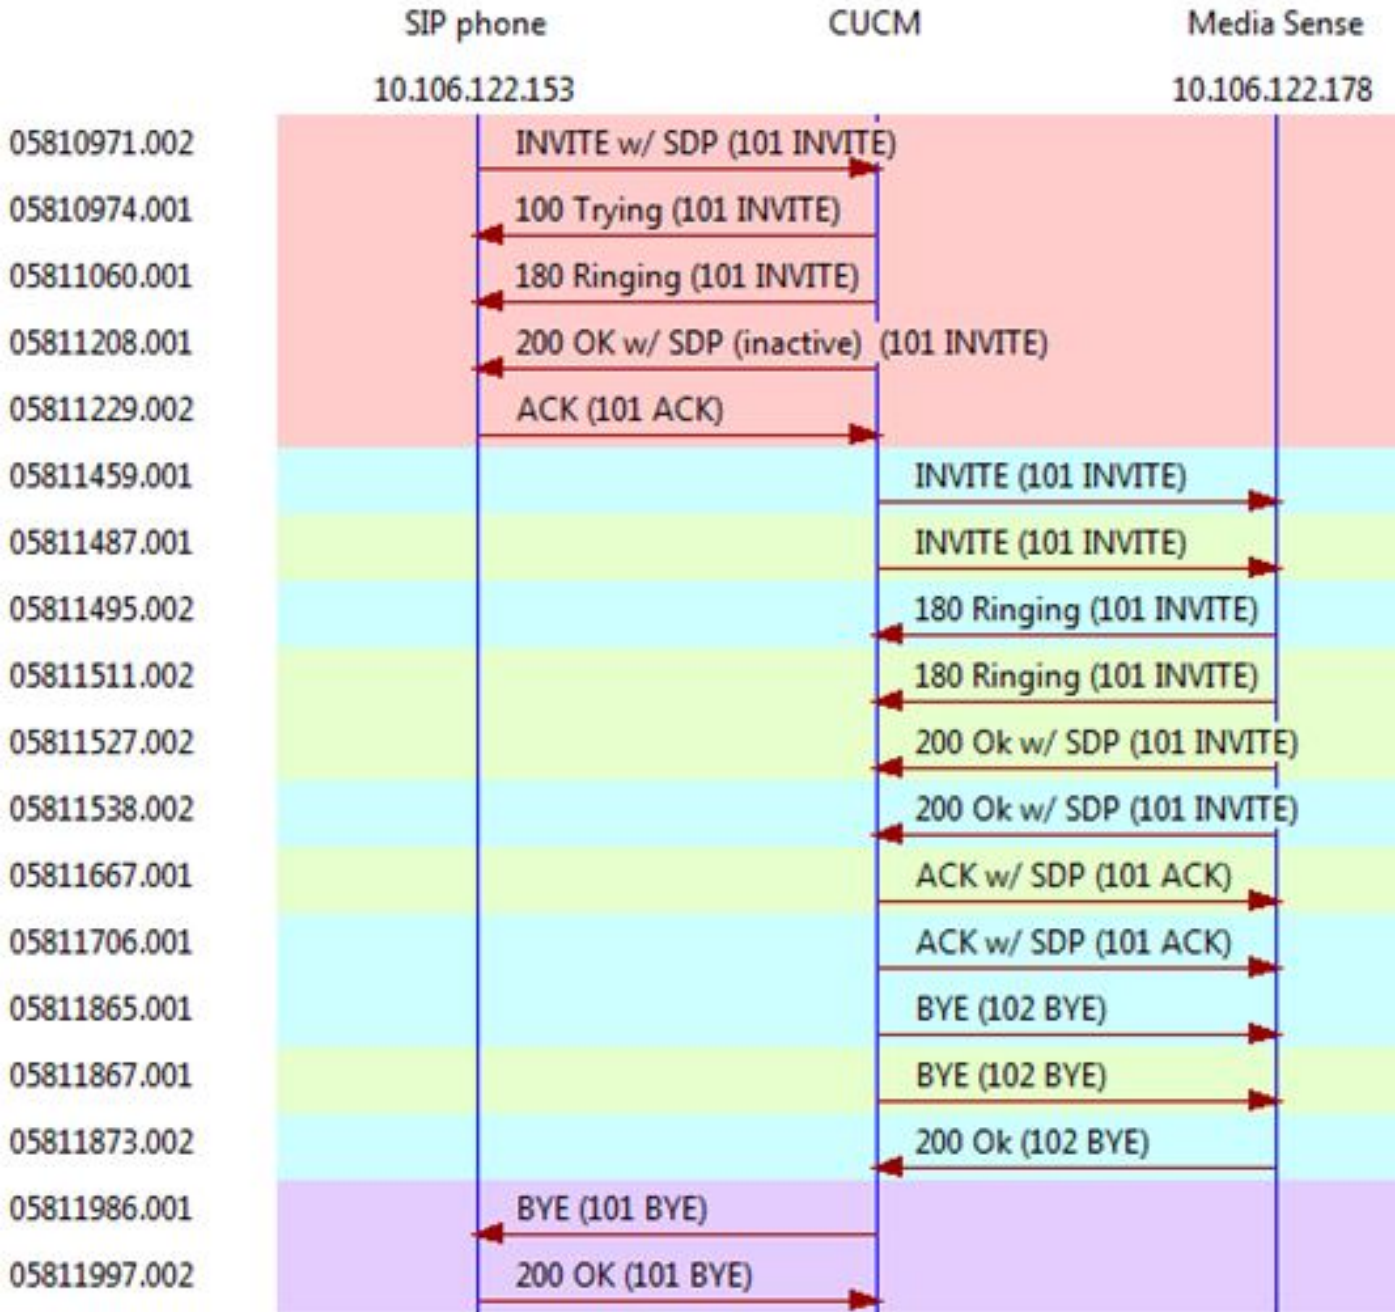 SIP phone CUCM Media Sense
10.106.122.153 10.106.122.178
05810971.002 INVITE w/ SDP (101 INVITE)
05810974.001 100 Trying (101 INVITE)
05811060.001 180 Ringing (101 INVITE)
05811208.001 200 OK w/ SDP (inactive) (101 INVITE)
05811229.002 ACK (101 ACK)
05811459.001 INVITE (101 INVITE)
05811487.001 INVITE (101 INVITE)
05811495.002 180 Ringing (101 INVITE)
05811511.002 180 Ringing (101 INVITE)
05811527.002 200 Ok w/ SDP (101 INVITE)
05811538.002 200 Ok w/ SDP (101 INVITE)
05811667.001 ACK w/ SDP (101 ACK)
05811706.001 ACK w/ SDP (101 ACK)
05811865.001 BYE (102 BYE)
05811867.001 BYE (102 BYE)
05811873.002 200 Ok (102 BYE)
05811986.001 BYE (101 BYE)
05811997.002 200 OK (101 BYE)